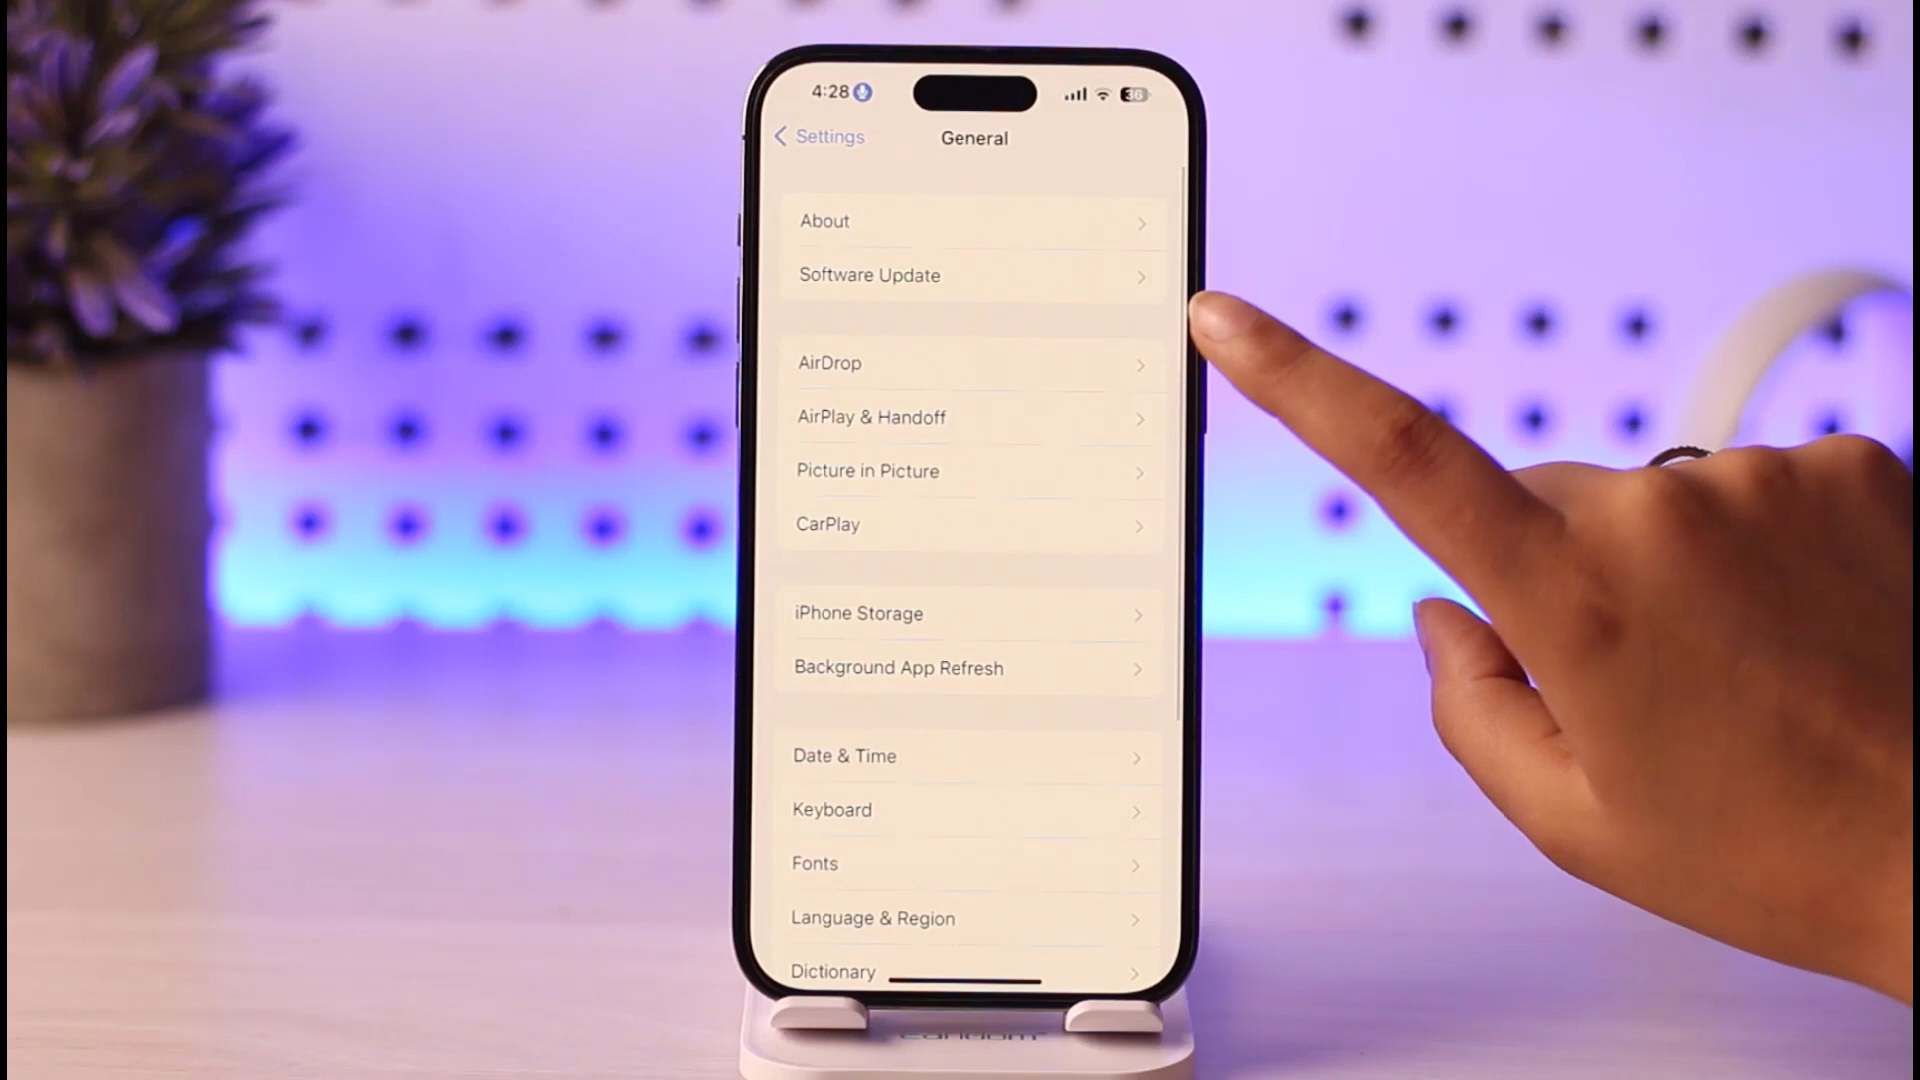 4:28
36
Settings
General
About
Software Update
AirDrop
AirPlay & Handoff
Picture in Picture
CarPlay
iPhone Storage
Background App Refresh
Date & Time
Keyboard
Fonts
Language & Region
Dictionary